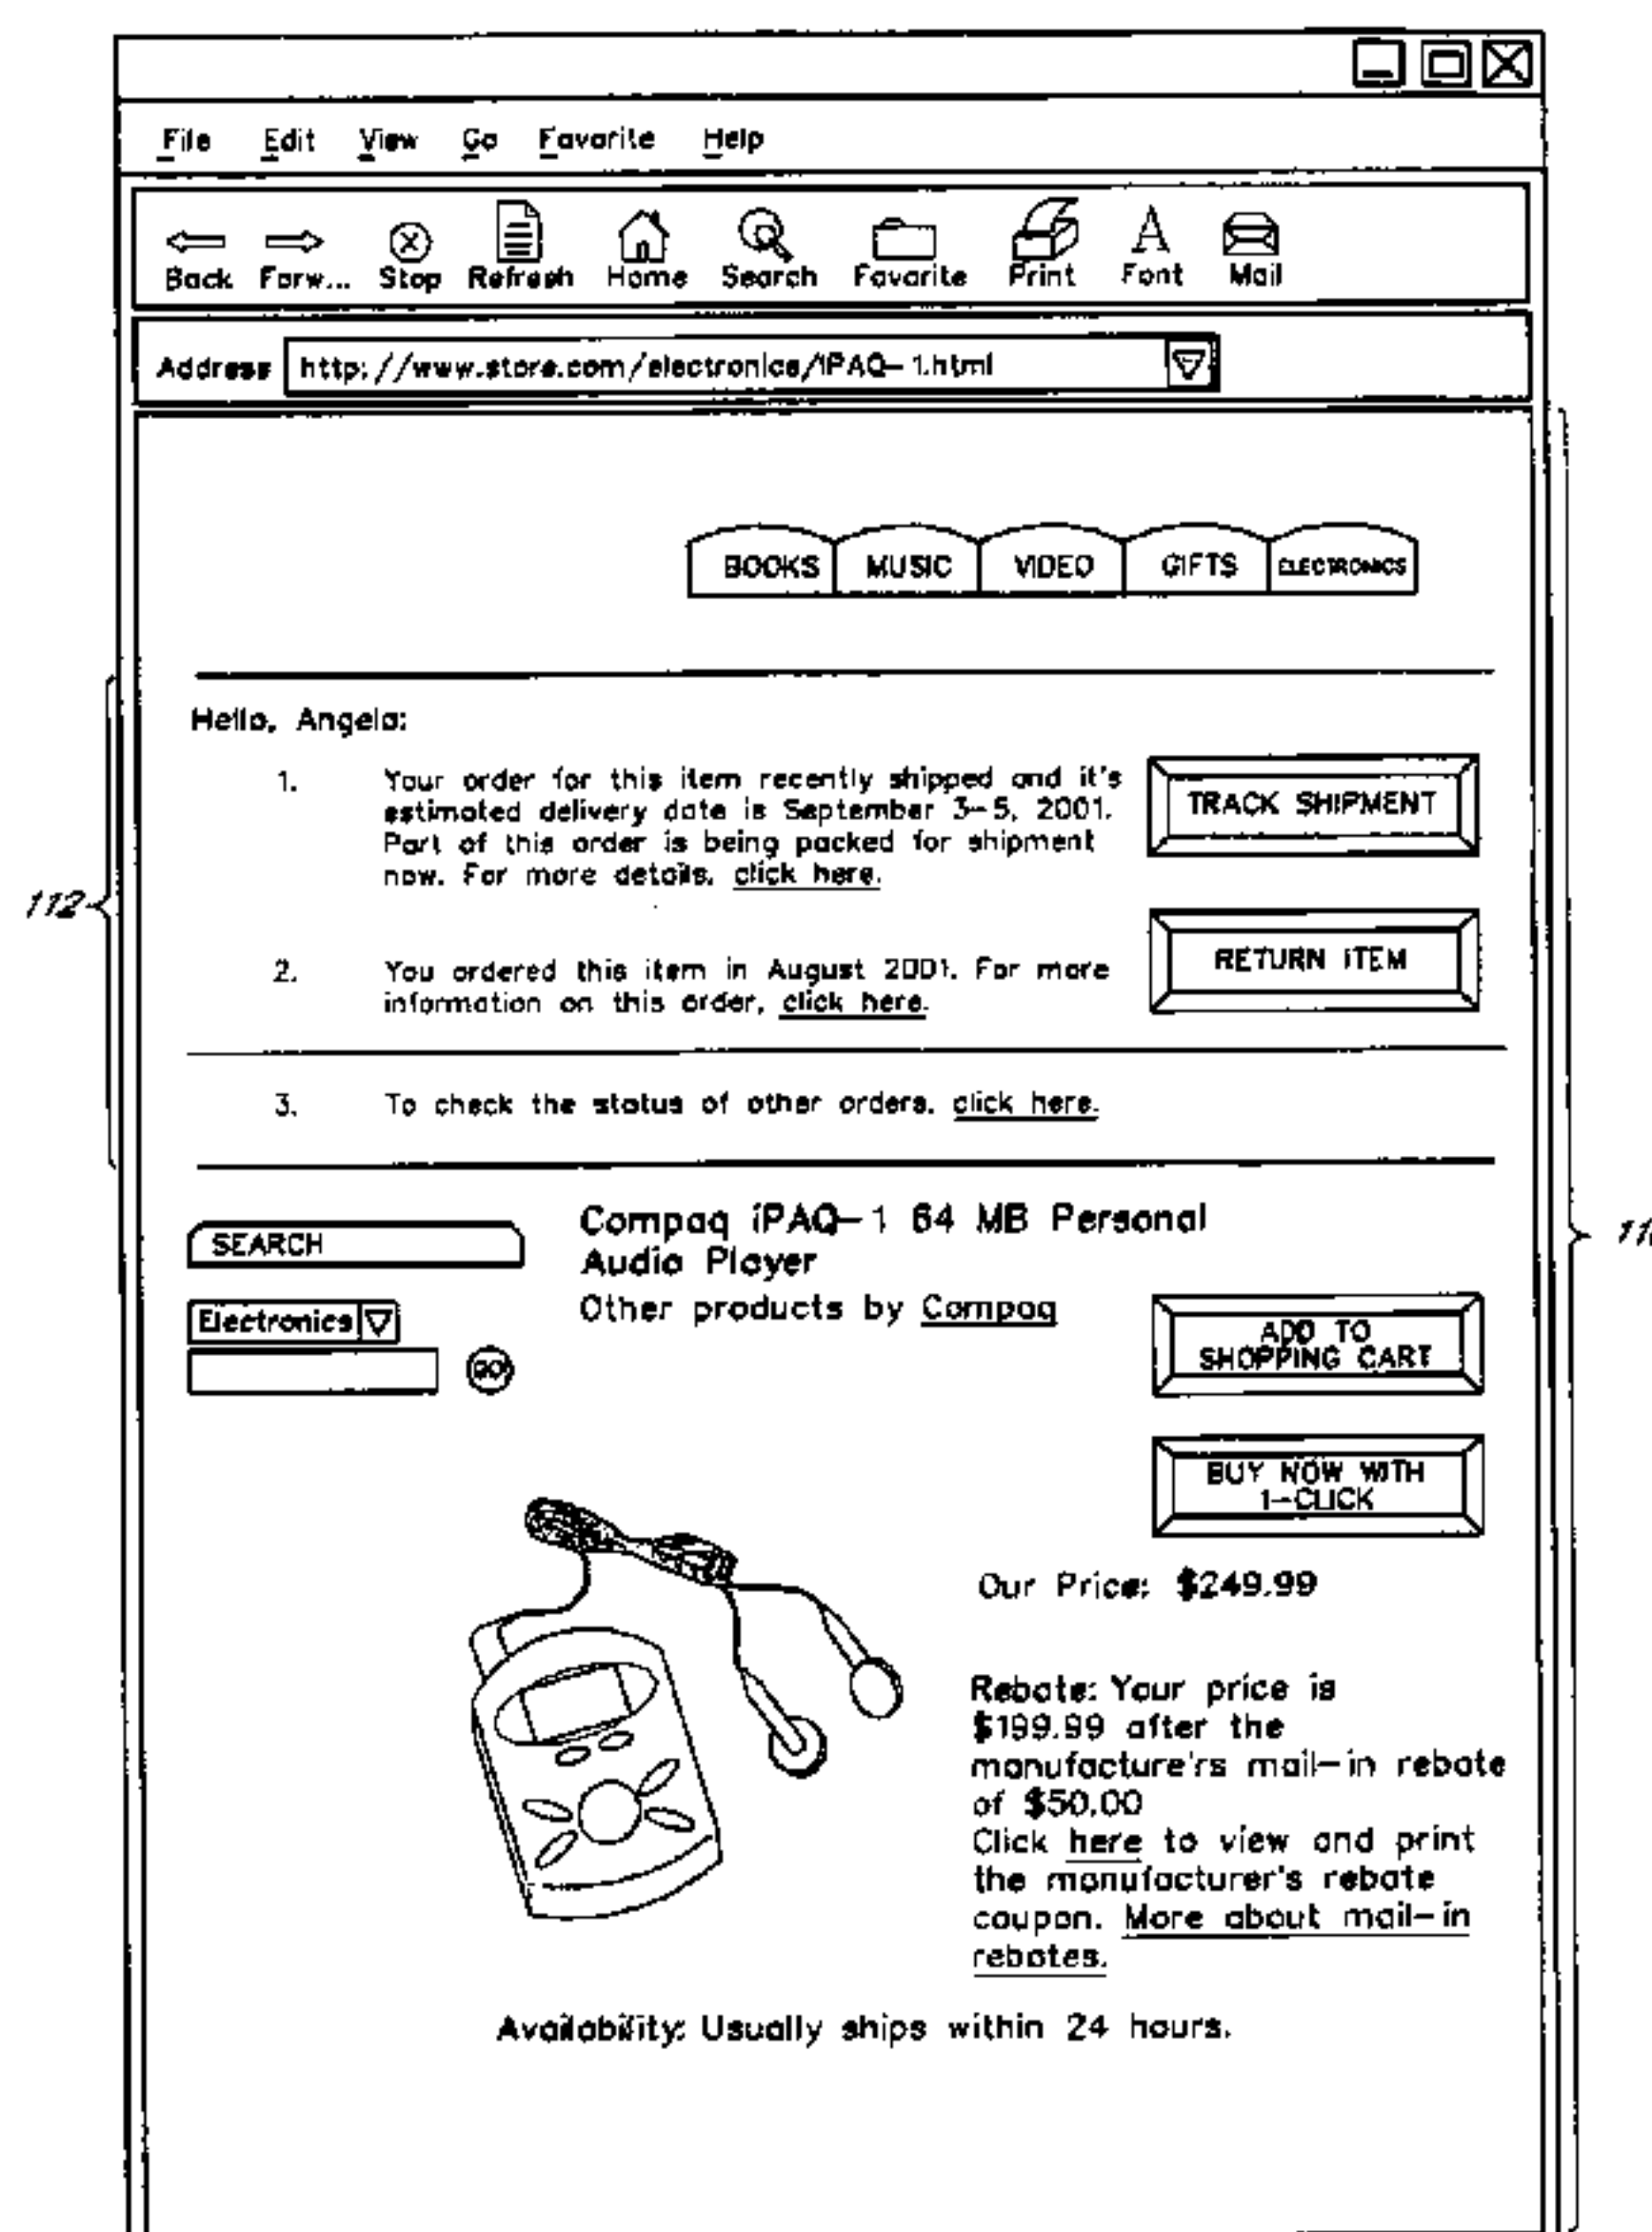 File Edit View Go Favorite Help
Back Forw... Stop Refresh Home Search Favorite Print Font Mail
Address http://www.store.com/electronics/iPAQ-1.html
BOOKS MUSIC VIDEO GIFTS ELECTRONICS
Hello, Angela:
1. Your order for this item recently shipped and it's
estimated delivery date is September 3-5, 2001.
Part of this order is being packed for shipment
now. For more details, click here.
TRACK SHIPMENT
112
RETURN ITEM
2. You ordered this item in August 2001. For more
information on this order, click here.
3. To check the status of other orders, click here.
SEARCH
Electronics
GO
Compaq iPAQ-1 64 MB Personal
Audio Player
Other products by Compaq
ADD TO
SHOPPING CART
BUY NOW WITH
1-CLICK
Our Price: $249.99
Rebate: Your price is
$199.99 after the
manufacture'rs mail-in rebate
of $50.00
Click here to view and print
the manufacturer's rebate
coupon. More about mail-in
rebates.
Availability: Usually ships within 24 hours.